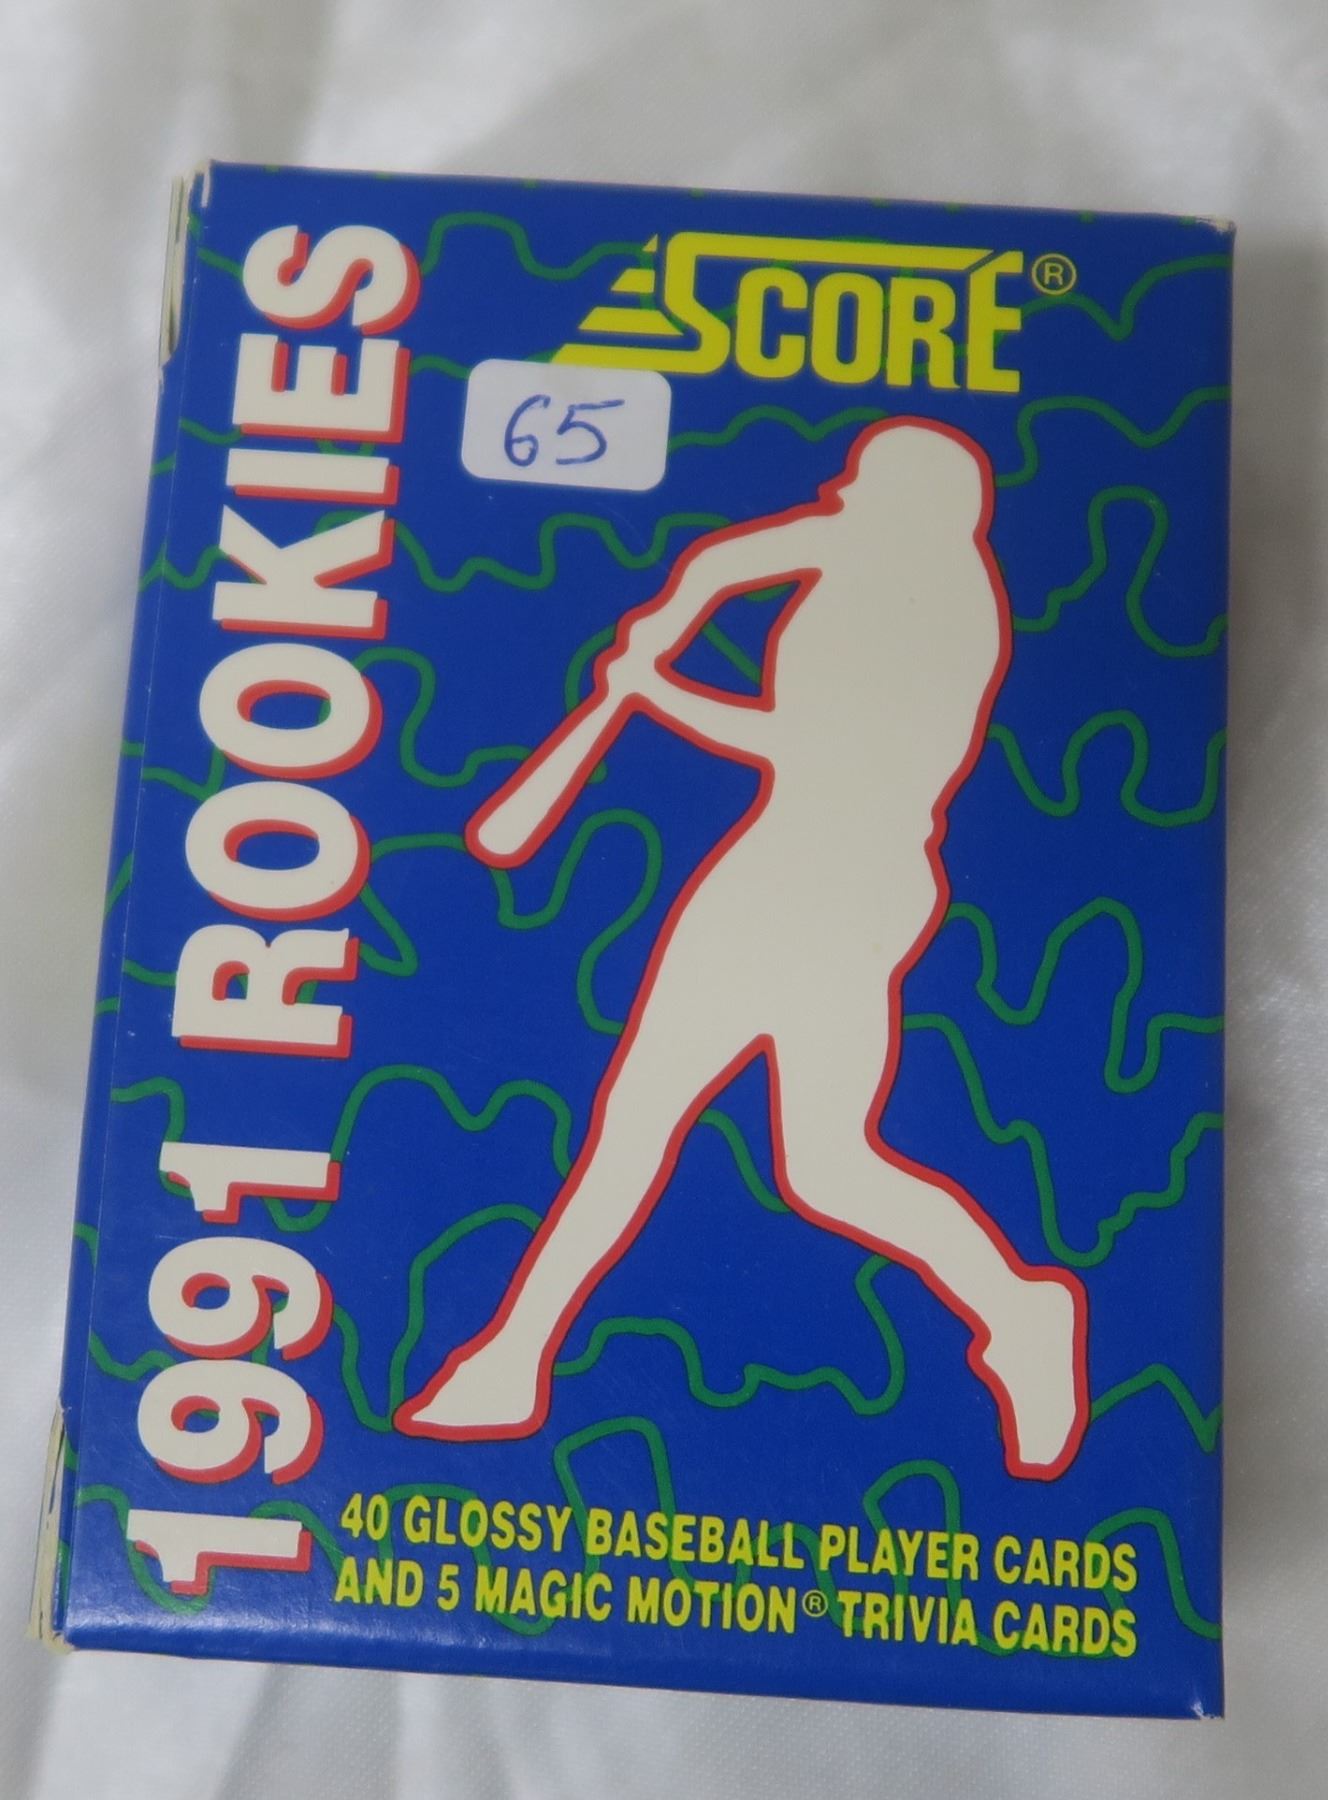 SCORE®
65
1991 ROOKIES
40 GLOSSY BASEBALL PLAYER CARDS
AND 5 MAGIC MOTION® TRIVIA CARDS